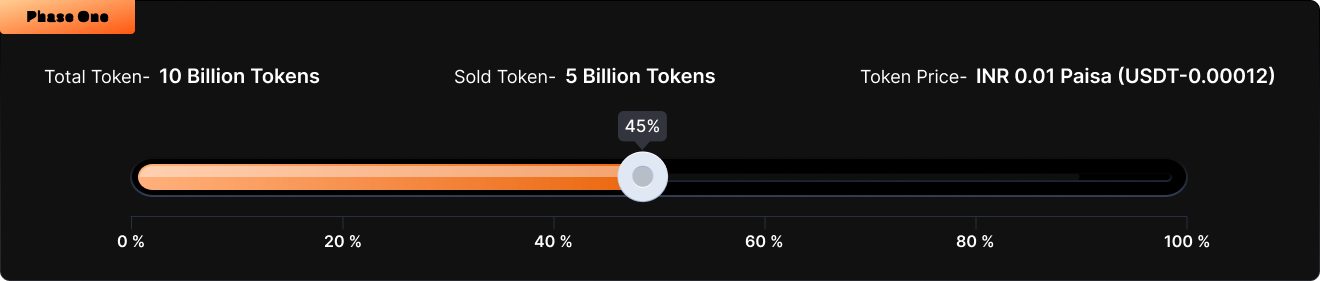 Phase One
Total Token- 10 Billion Tokens Sold Token- 5 Billion Tokens Token Price- INR 0.01 Paisa (USDT-0.00012)
45%
0 % 20 % 40 % 60 % 80 % 100 %